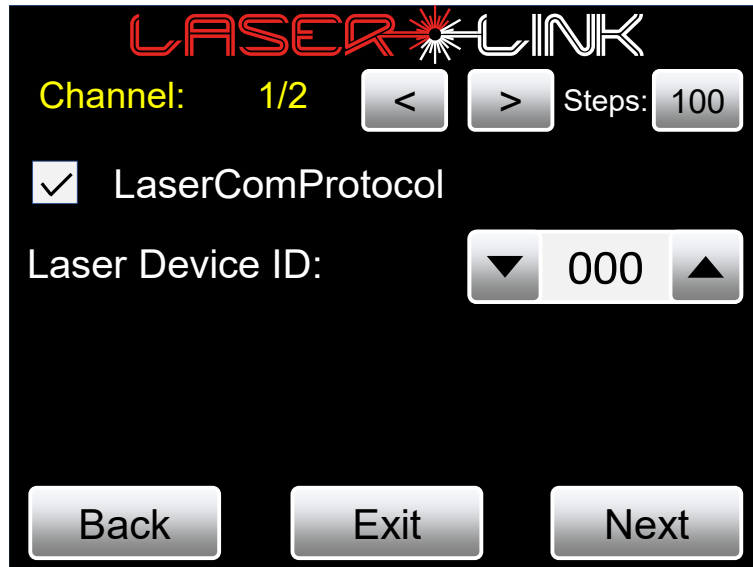 LASER LINK
Channel: 1/2 < > Steps: 100
LaserComProtocol
Laser Device ID: 000
Back Exit Next